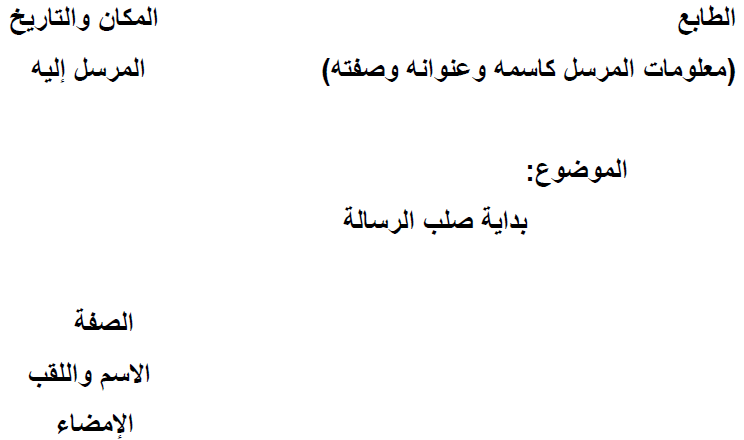 الطابع المكان والتاريخ
(معلومات المرسل كاسمه وعنوانه وصفته) المرسل إليه
الموضوع:
بداية صلب الرسالة
الصفة
الاسم واللقب
الإمضاء